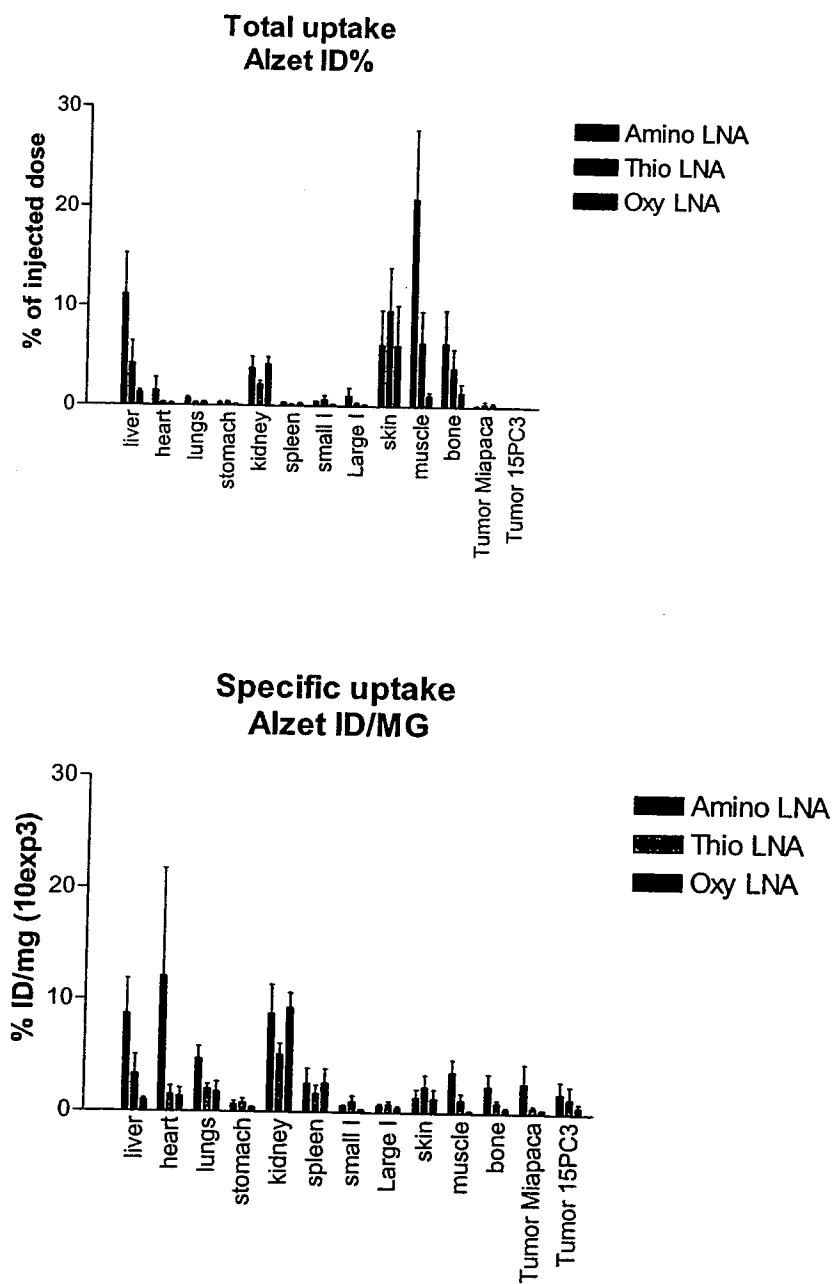 Total uptake
Alzet ID%
30
20
10
0
% of injected dose
Amino LNA
Thio LNA
Oxy LNA
liver
heart
lungs
stomach
kidney
spleen
small I
Large I
skin
muscle
bone
Tumor Miapaca
Tumor 15PC3
Specific uptake
Alzet ID/MG
30
20
10
0
% ID/mg (10exp3)
Amino LNA
Thio LNA
Oxy LNA
liver
heart
lungs
stomach
kidney
spleen
small I
Large I
skin
muscle
bone
Tumor Miapaca
Tumor 15PC3